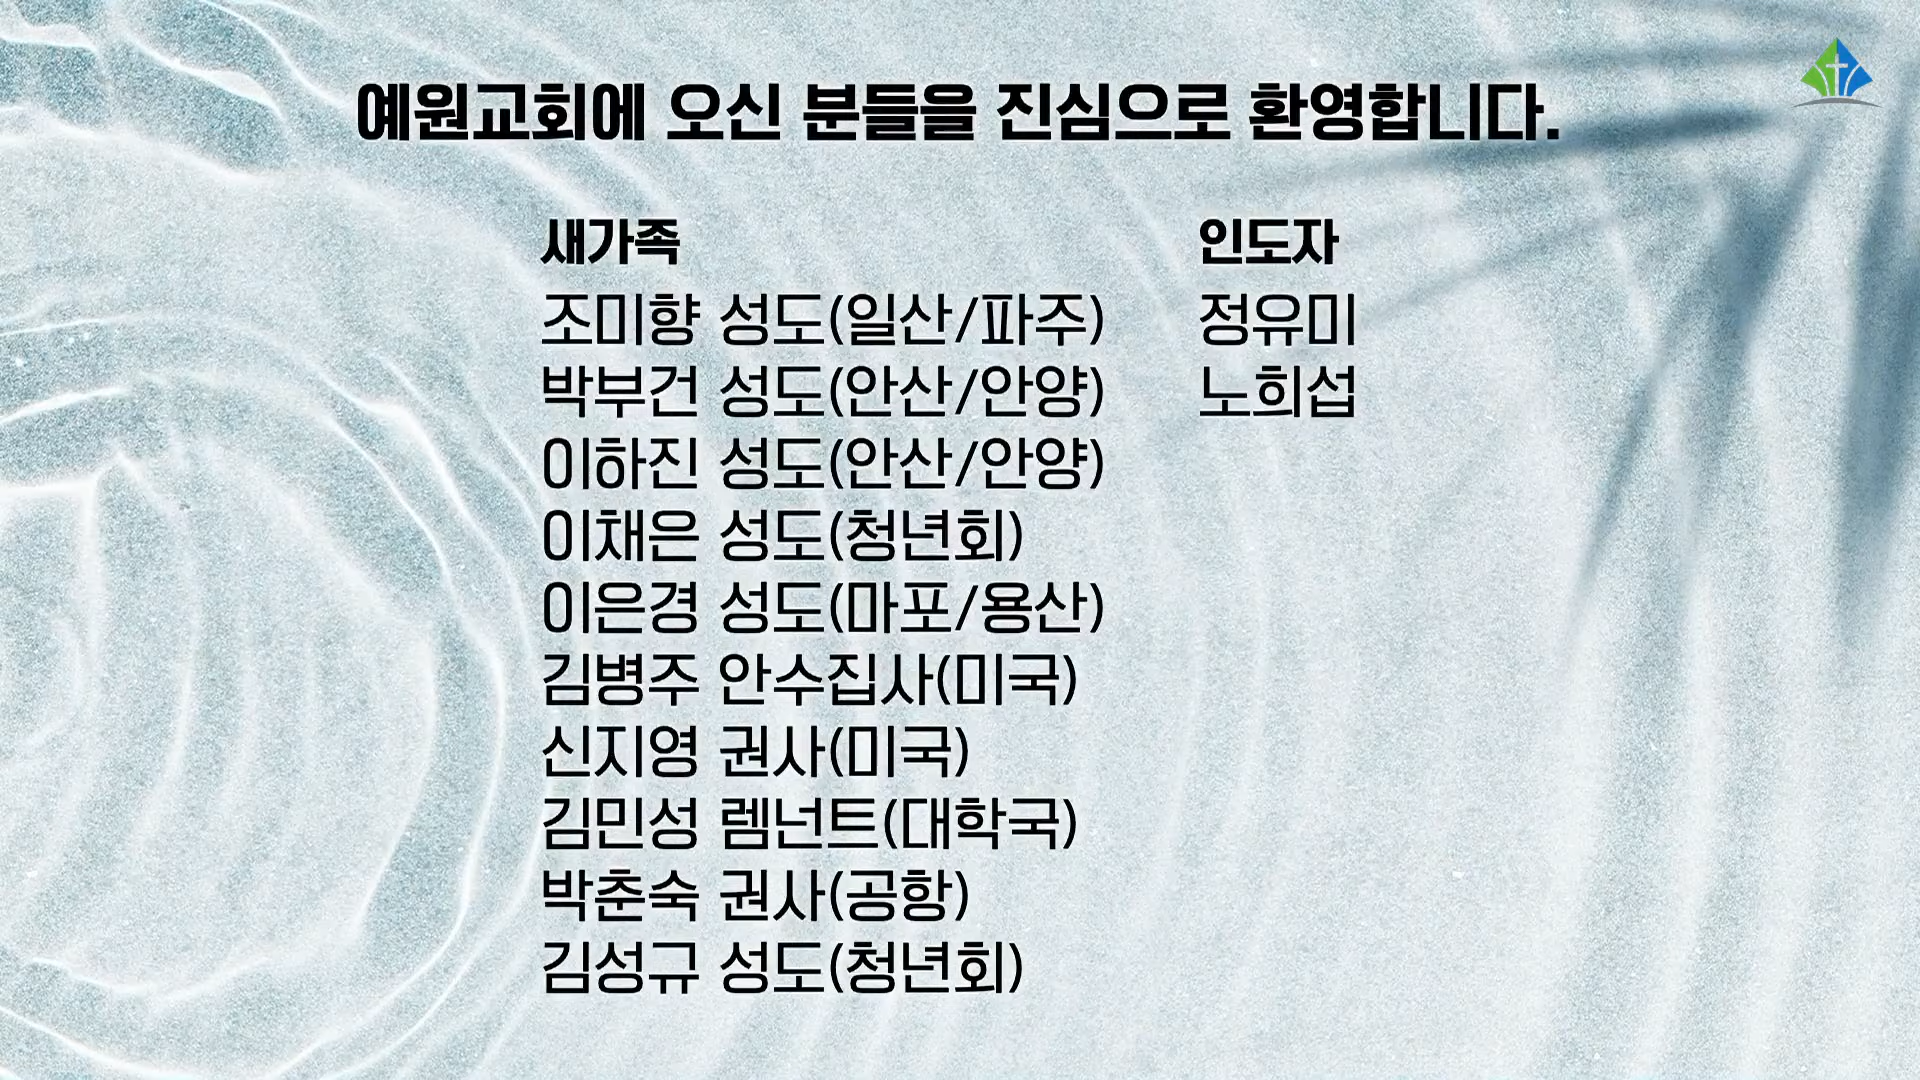 예원교회에 오신 분들을 진심으로 환영합니다.
새가족 인도자
조미향 성도(일산/파주) 정유미
박부건 성도(안산/안양) 노희섭
이하진 성도(안산/안양)
이채은 성도(청년회)
이은경 성도(마포/용산)
김병주 안수집사(미국)
신지영 권사(미국)
김민성 렘넌트(대학국)
박춘숙 권사(공항)
김성규 성도(청년회)